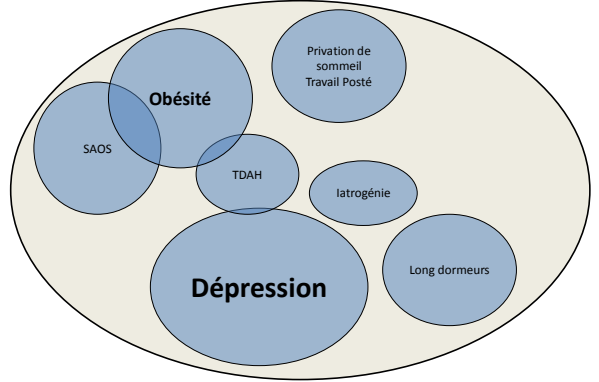 Privation de
sommeil
Travail Posté
Obésité
SAOS
TDAH
Iatrogénie
Long dormeurs
Dépression